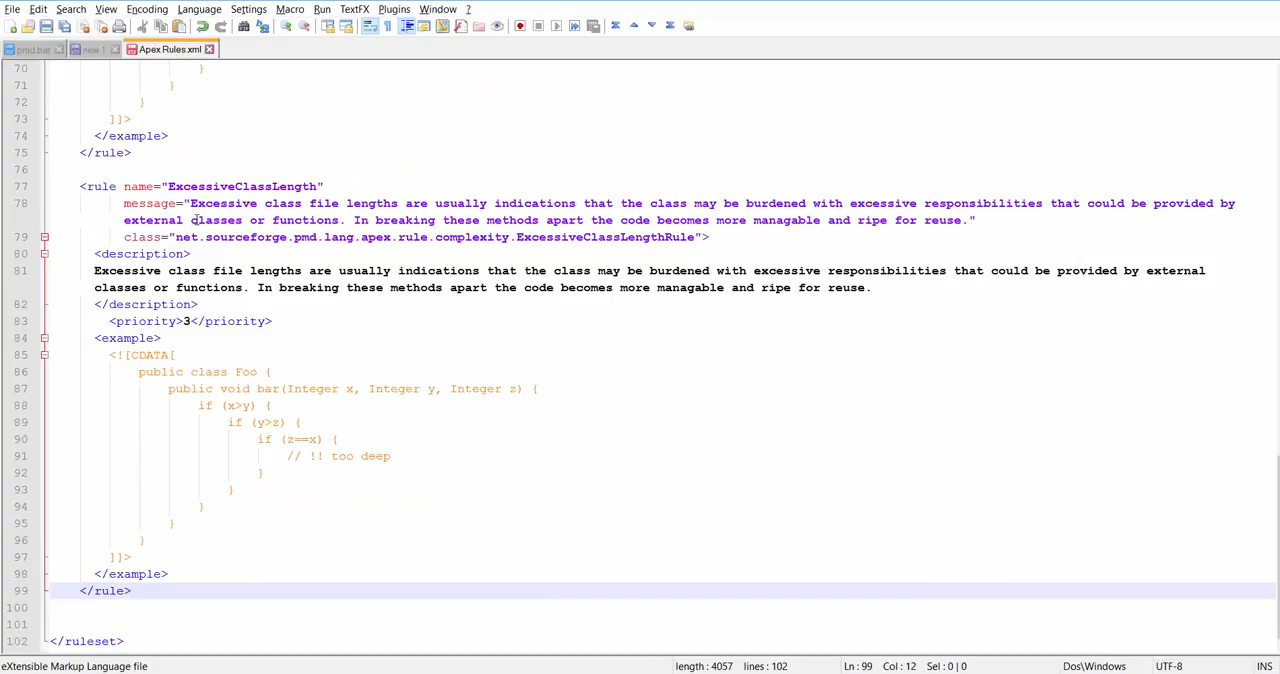 File Edit Search View Encoding Language Settings Macro Run TextFX Plugins Window ?
pmd.bat new 1 Apex Rules.xml
70 }
71 }
72 }
73 ]]>
74 </example>
75 </rule>
76
77 <rule name="ExcessiveClassLength"
78 message="Excessive class file lengths are usually indications that the class may be burdened with excessive responsibilities that could be provided by
external classes or functions. In breaking these methods apart the code becomes more managable and ripe for reuse."
79 class="net.sourceforge.pmd.lang.apex.rule.complexity.ExcessiveClassLengthRule">
80 <description>
81 Excessive class file lengths are usually indications that the class may be burdened with excessive responsibilities that could be provided by external
classes or functions. In breaking these methods apart the code becomes more managable and ripe for reuse.
82 </description>
83 <priority>3</priority>
84 <example>
85 <![CDATA[
86 public class Foo {
87 public void bar(Integer x, Integer y, Integer z) {
88 if (x>y) {
89 if (y>z) {
90 if (z==x) {
91 // !! too deep
92 }
93 }
94 }
95 }
96 }
97 ]]>
98 </example>
99 </rule>
100
101
102 </ruleset>
eXtensible Markup Language file length : 4057 lines : 102 Ln : 99 Col : 12 Sel : 0 | 0 Dos\Windows UTF-8 INS